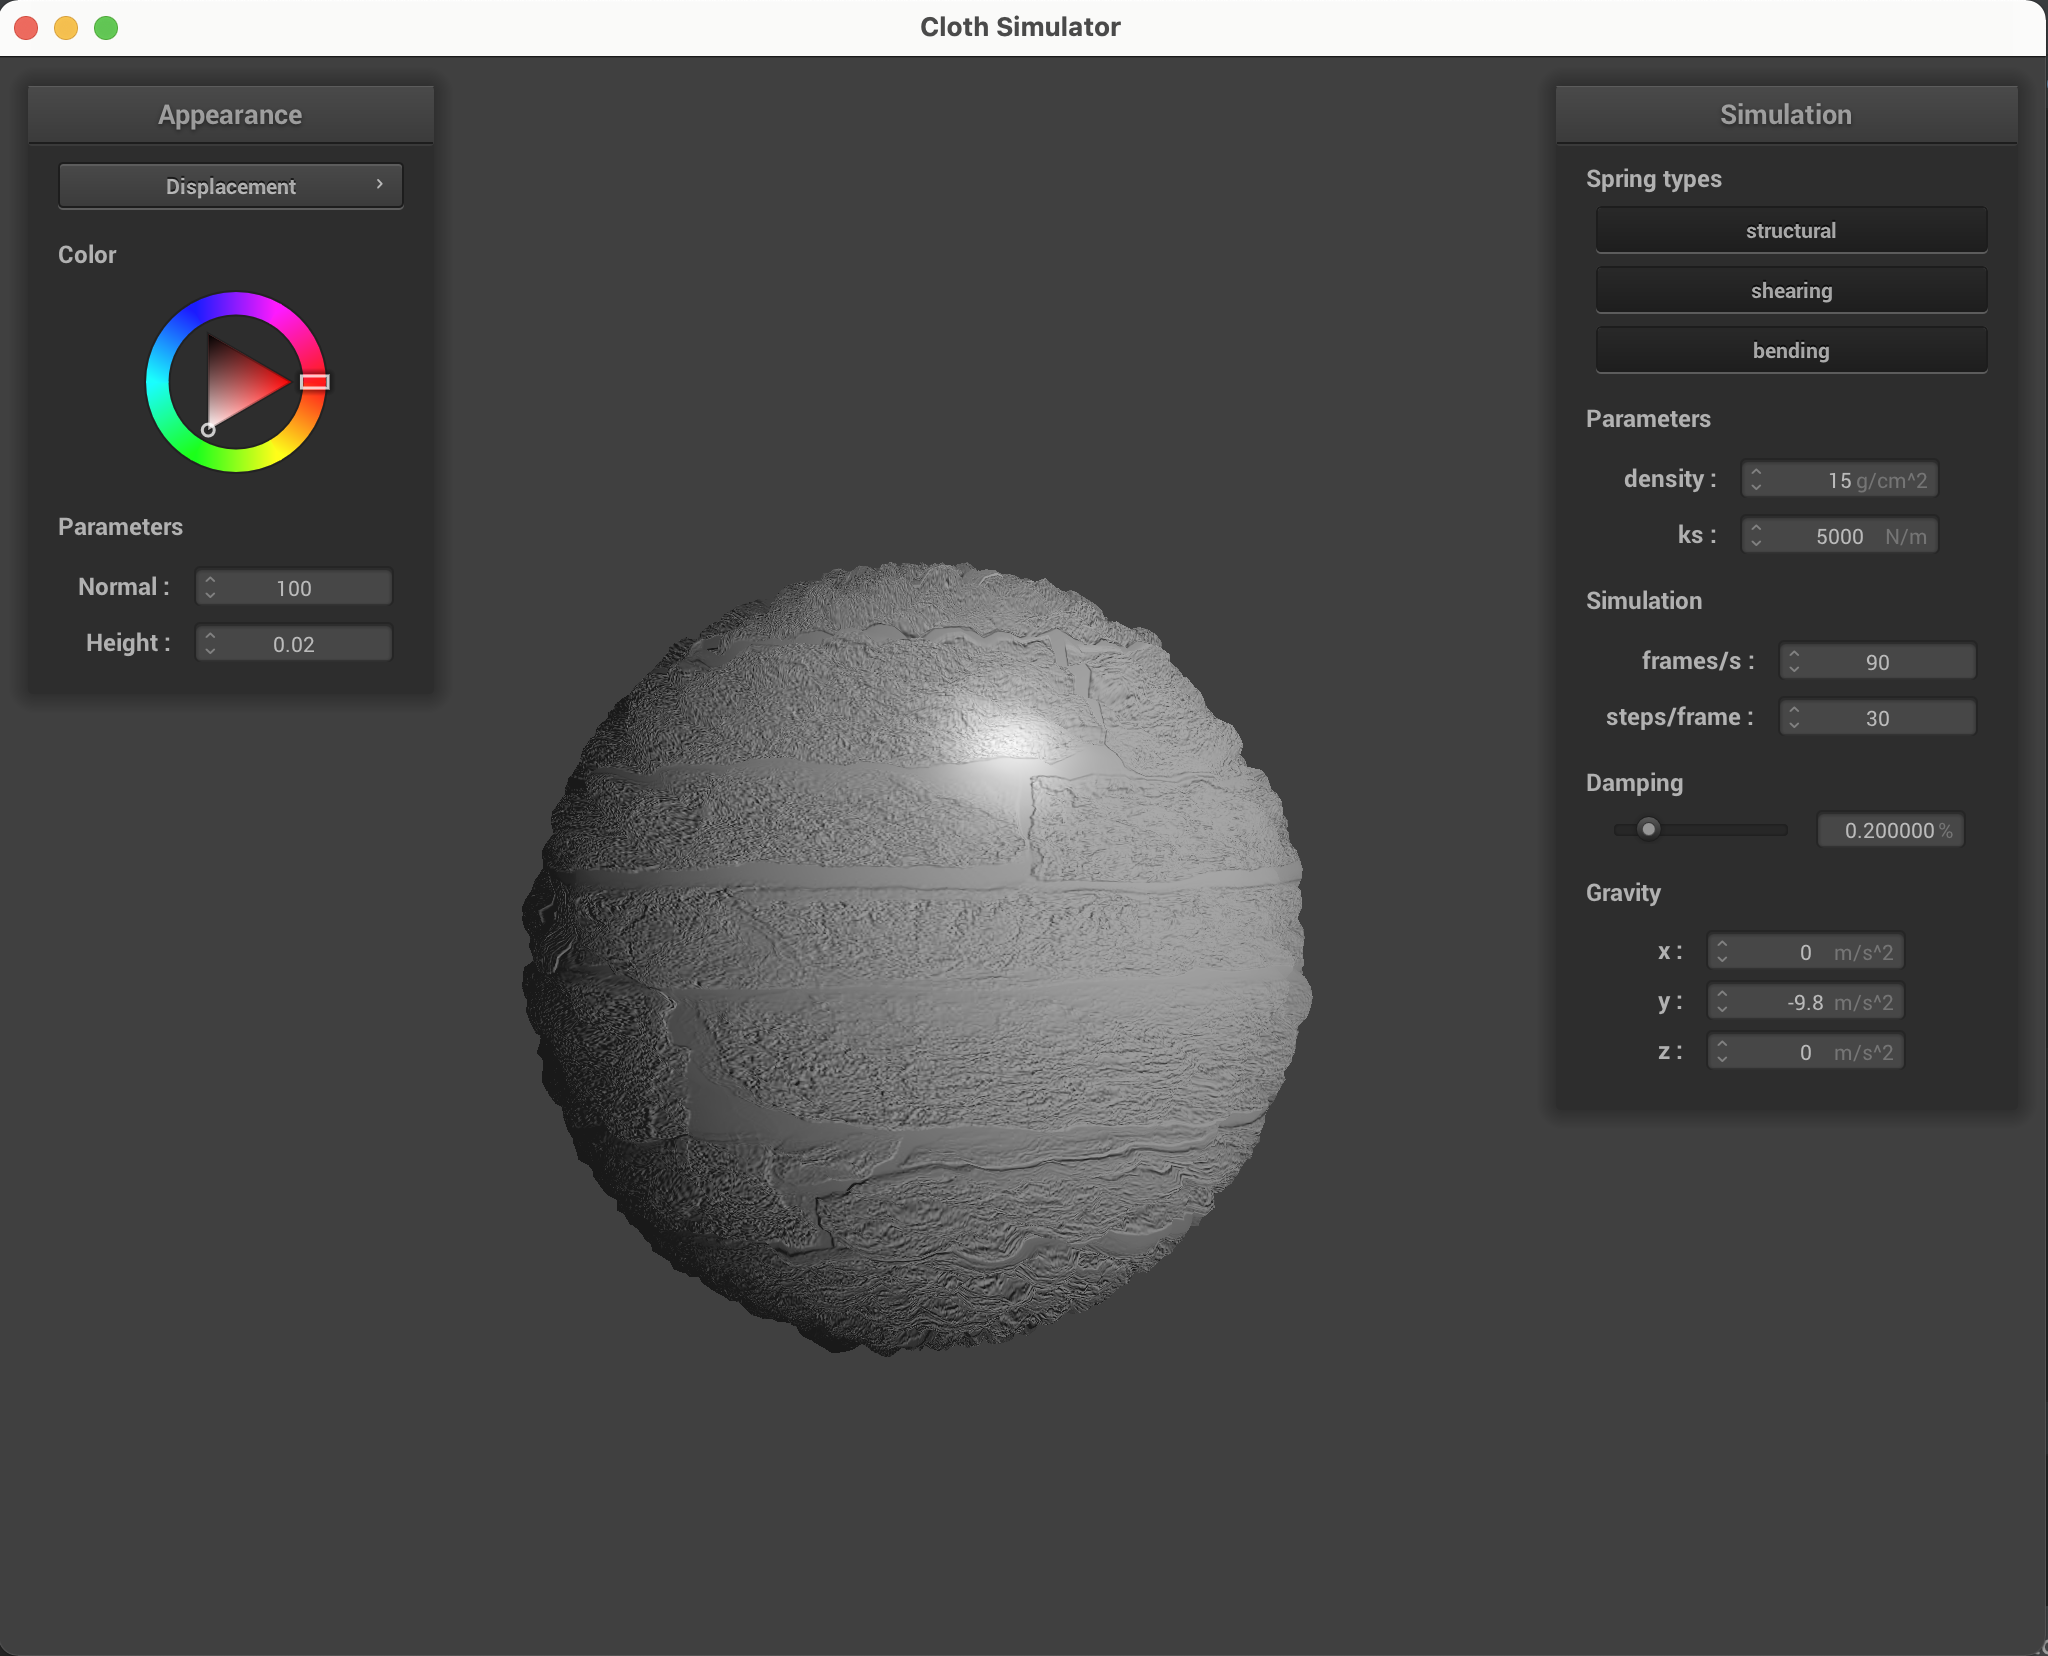 Cloth Simulator
Appearance
Displacement
Color
Parameters
Normal : 100
Height : 0.02
Simulation
Spring types
structural
shearing
bending
Parameters
density : 15 g/cm^2
ks : 5000 N/m
Simulation
frames/s : 90
steps/frame : 30
Damping
0.200000 %
Gravity
x : 0 m/s^2
y : -9.8 m/s^2
z : 0 m/s^2